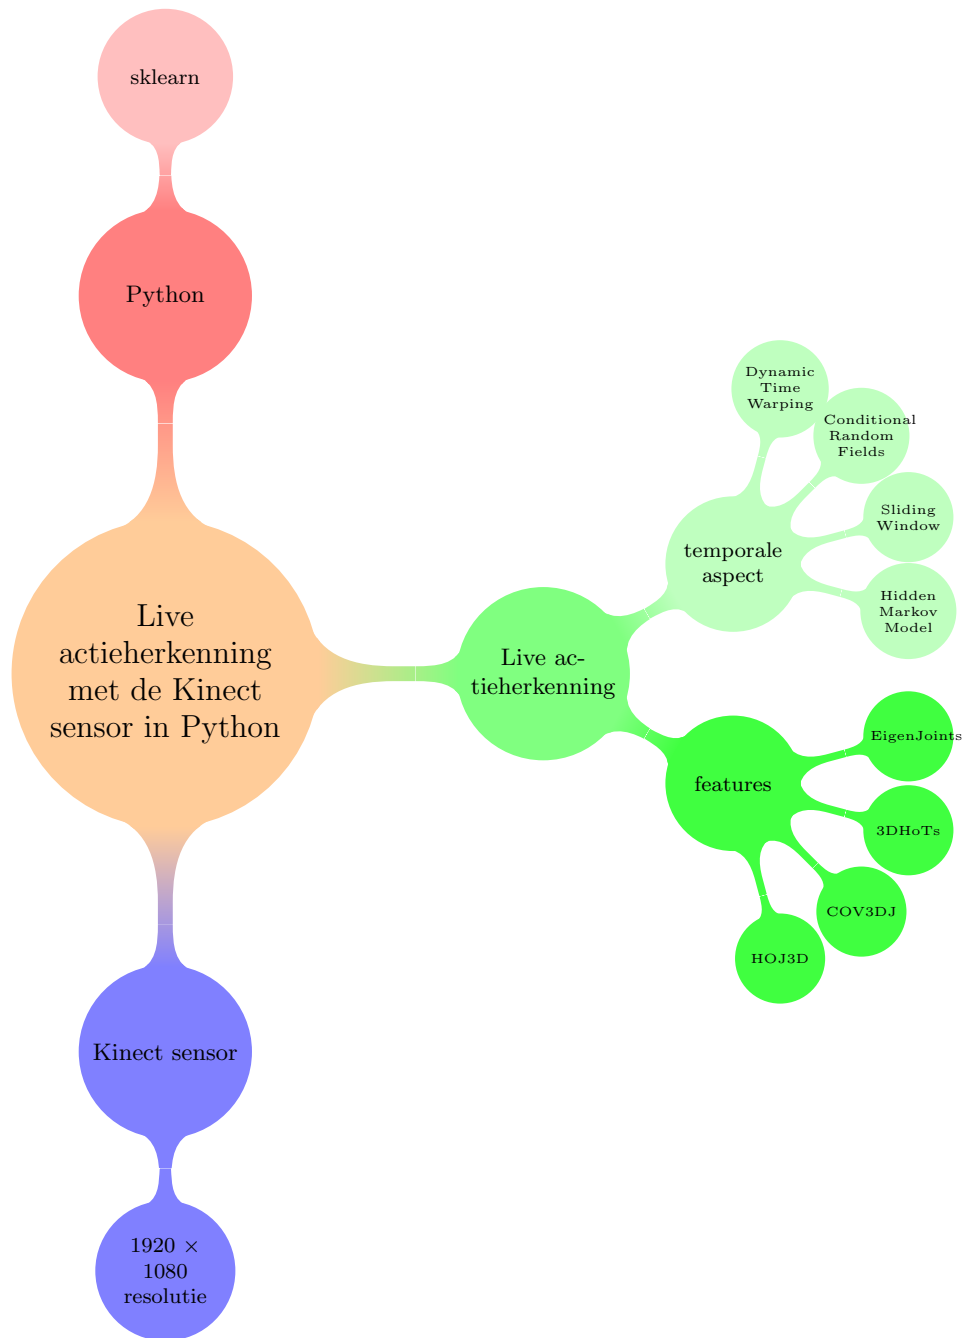 sklearn
Python
Live
actieherkenning
met de Kinect
sensor in Python
Kinect sensor
1920 ×
1080
resolutie
Live ac-
tieherkenning
temporale
aspect
Dynamic
Time
Warping
Conditional
Random
Fields
Sliding
Window
Hidden
Markov
Model
features
EigenJoints
3DHoTs
COV3DJ
HOJ3D